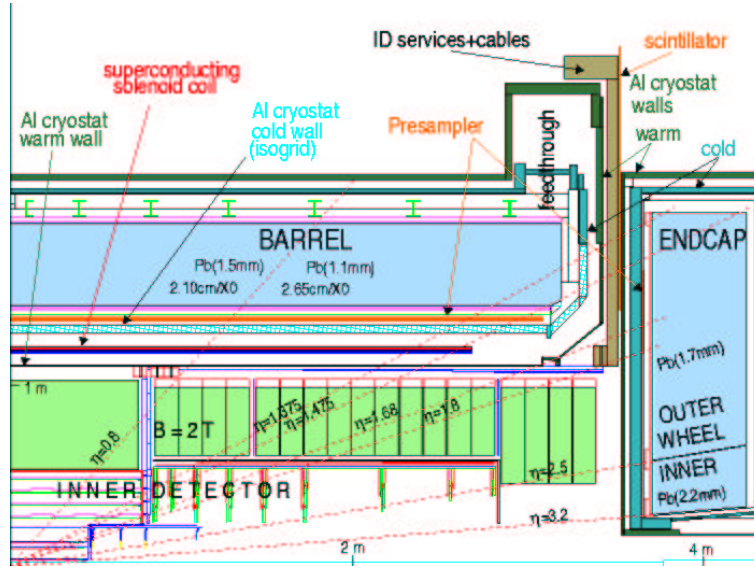 ID services+cables
scintillator
superconducting
solenoid coil
Al cryostat
warm wall
Al cryostat
cold wall
(isogrid)
Presampler
feedthrough
Al cryostat
walls
warm
cold
BARREL
Pb(1.5mm)
Pb(1.1mm)
2.10cm/X0
2.65cm/X0
ENDCAP
Pb(1.7mm)
OUTER
WHEEL
INNER
Pb(2.2mm)
1 m
η=0.8
B=2T
η=1.375
η=1.475
η=1.68
η=1.8
η=2.5
η=3.2
INNER DETECTOR
2 m
4 m